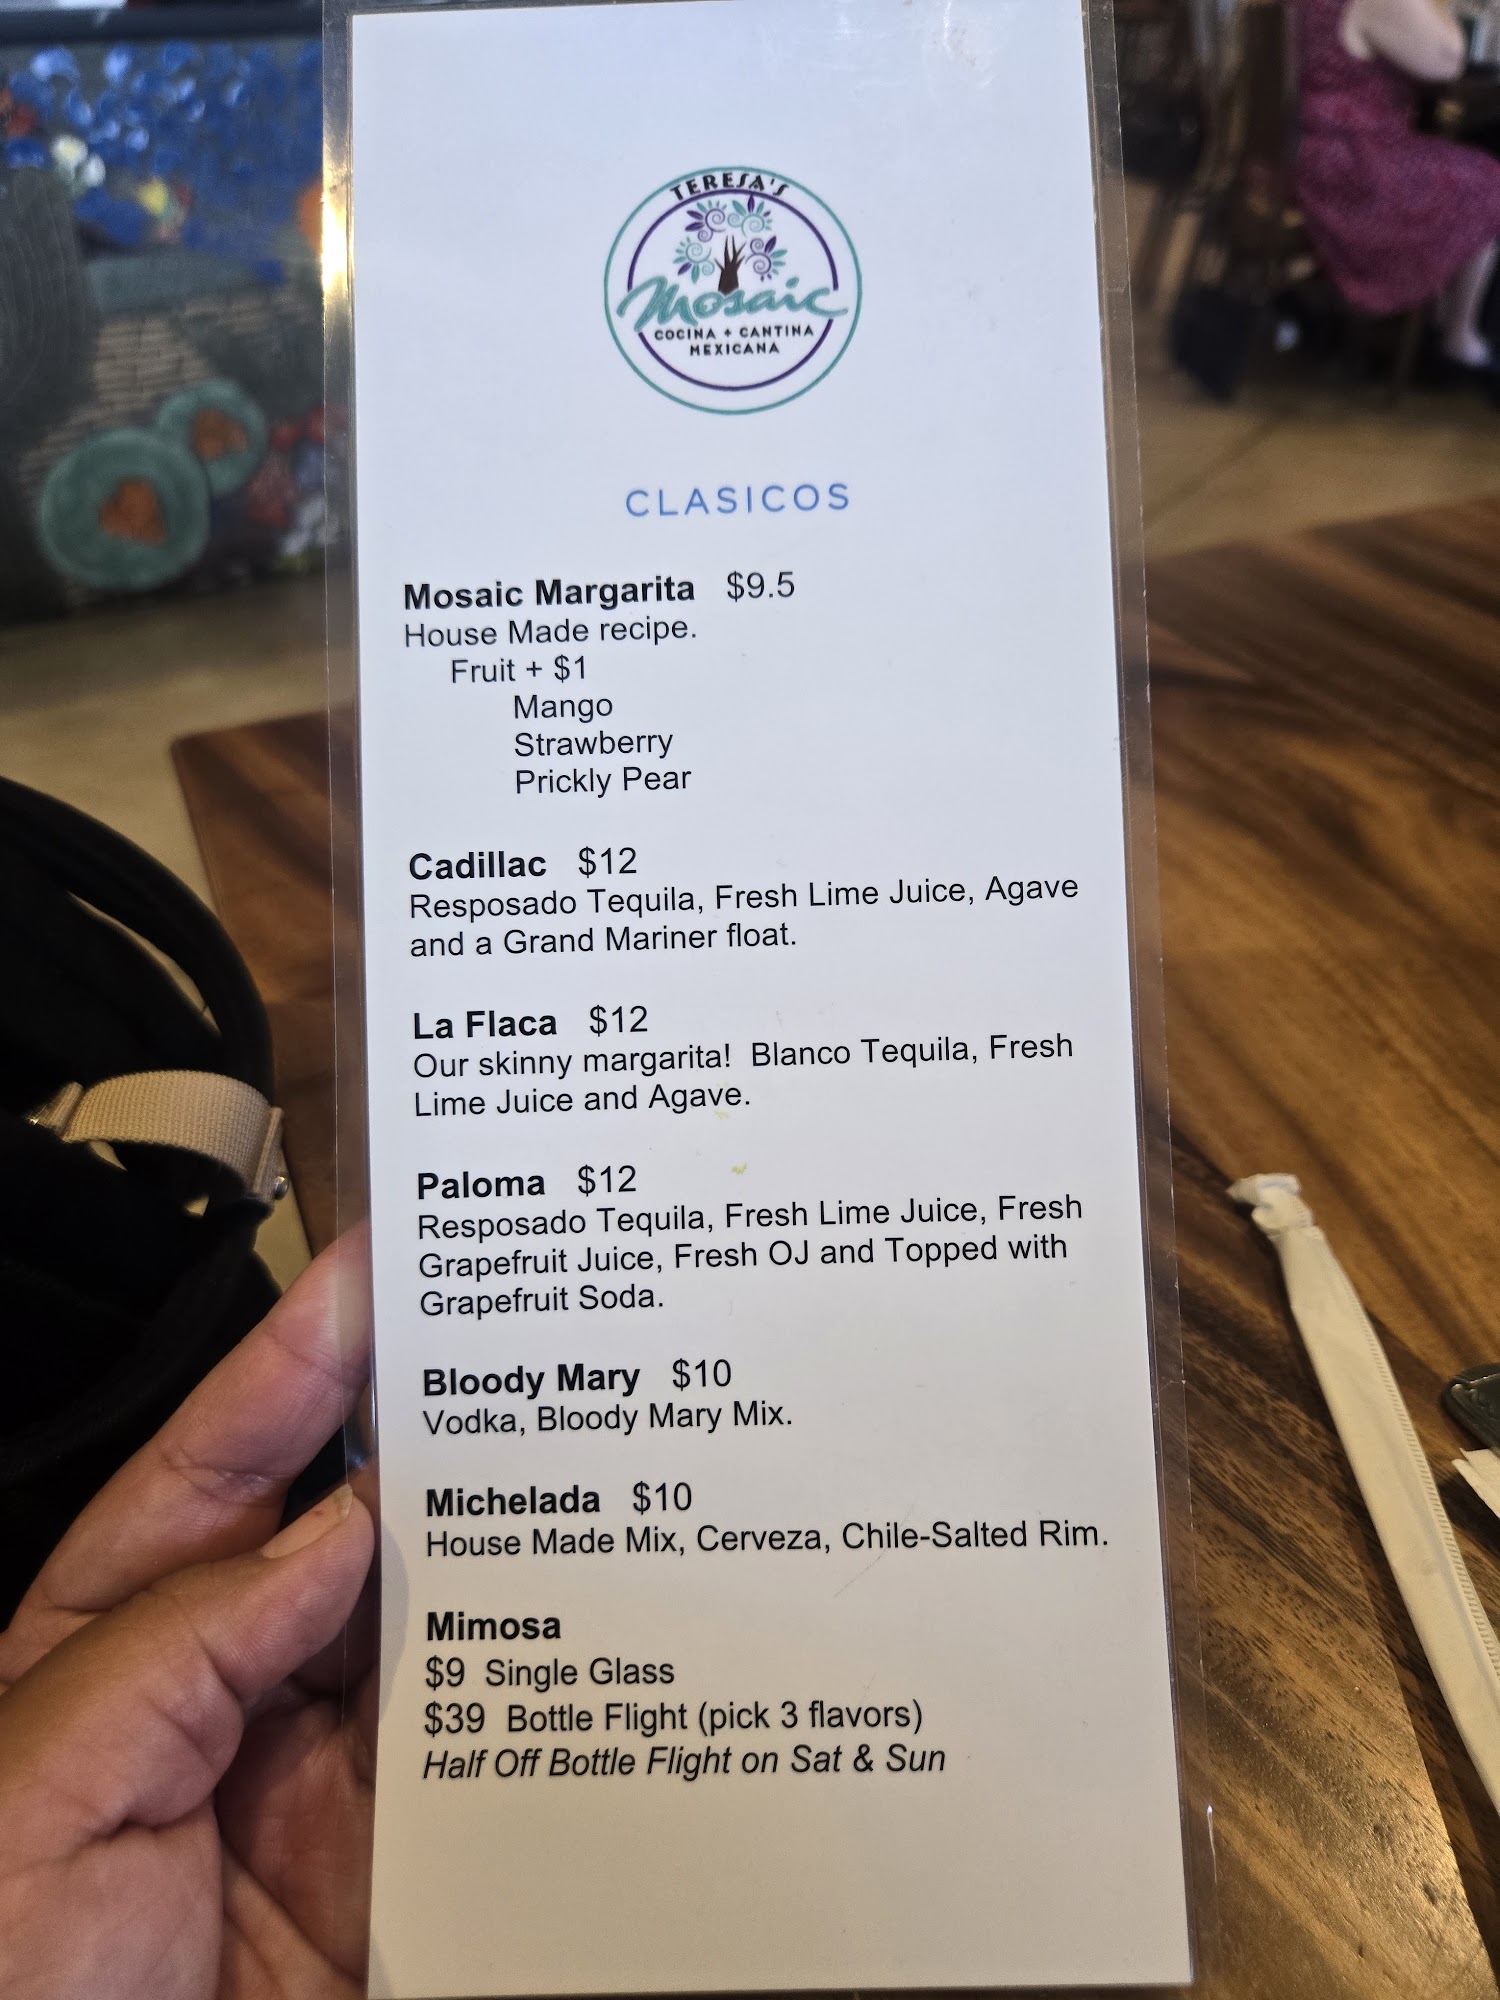 TERESA'S
Mosaic
COCINA + CANTINA
MEXICANA
CLASICOS
Mosaic Margarita $9.5
House Made recipe.
Fruit + $1
Mango
Strawberry
Prickly Pear
Cadillac $12
Resposado Tequila, Fresh Lime Juice, Agave
and a Grand Mariner float.
La Flaca $12
Our skinny margarita! Blanco Tequila, Fresh
Lime Juice and Agave.
Paloma $12
Resposado Tequila, Fresh Lime Juice, Fresh
Grapefruit Juice, Fresh OJ and Topped with
Grapefruit Soda.
Bloody Mary $10
Vodka, Bloody Mary Mix.
Michelada $10
House Made Mix, Cerveza, Chile-Salted Rim.
Mimosa
$9 Single Glass
$39 Bottle Flight (pick 3 flavors)
Half Off Bottle Flight on Sat & Sun